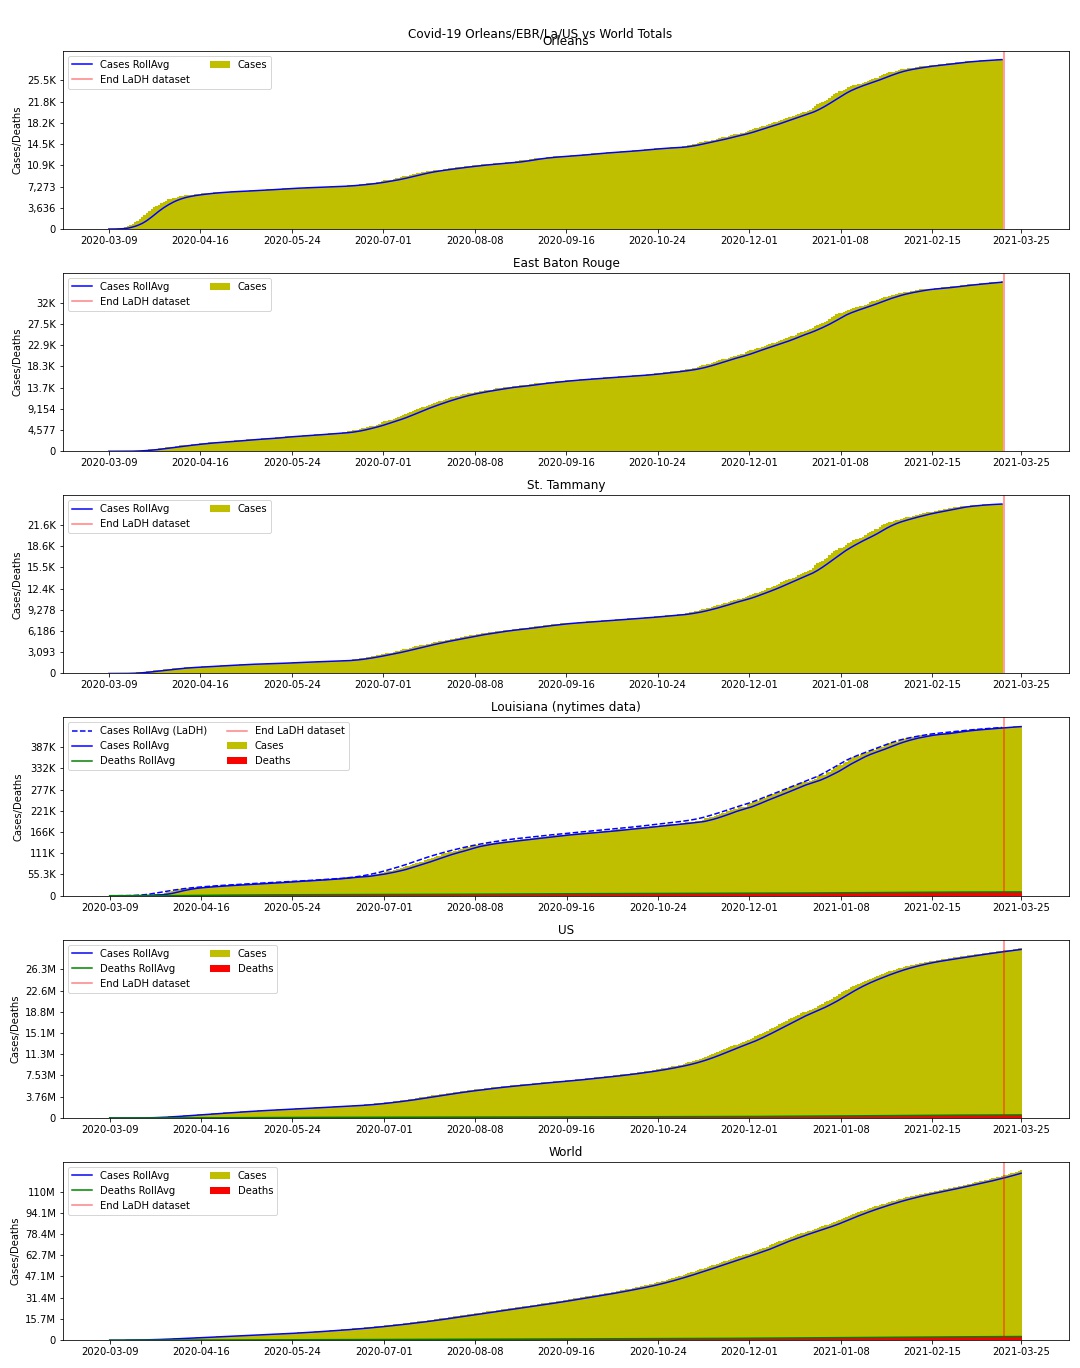 Covid-19 Orleans/EBR/La/US vs World Totals
Orleans
Cases RollAvg
End LaDH dataset
Cases
Cases/Deaths
25.5K
21.8K
18.2K
14.5K
10.9K
7,273
3,636
0
2020-03-09 2020-04-16 2020-05-24 2020-07-01 2020-08-08 2020-09-16 2020-10-24 2020-12-01 2021-01-08 2021-02-15 2021-03-25
East Baton Rouge
Cases RollAvg
End LaDH dataset
Cases
Cases/Deaths
32K
27.5K
22.9K
18.3K
13.7K
9,154
4,577
0
2020-03-09 2020-04-16 2020-05-24 2020-07-01 2020-08-08 2020-09-16 2020-10-24 2020-12-01 2021-01-08 2021-02-15 2021-03-25
St. Tammany
Cases RollAvg
End LaDH dataset
Cases
Cases/Deaths
21.6K
18.6K
15.5K
12.4K
9,278
6,186
3,093
0
2020-03-09 2020-04-16 2020-05-24 2020-07-01 2020-08-08 2020-09-16 2020-10-24 2020-12-01 2021-01-08 2021-02-15 2021-03-25
Louisiana (nytimes data)
Cases RollAvg (LaDH)
Cases RollAvg
Deaths RollAvg
End LaDH dataset
Cases
Deaths
Cases/Deaths
387K
332K
277K
221K
166K
111K
55.3K
0
2020-03-09 2020-04-16 2020-05-24 2020-07-01 2020-08-08 2020-09-16 2020-10-24 2020-12-01 2021-01-08 2021-02-15 2021-03-25
US
Cases RollAvg
Deaths RollAvg
End LaDH dataset
Cases
Deaths
Cases/Deaths
26.3M
22.6M
18.8M
15.1M
11.3M
7.53M
3.76M
0
2020-03-09 2020-04-16 2020-05-24 2020-07-01 2020-08-08 2020-09-16 2020-10-24 2020-12-01 2021-01-08 2021-02-15 2021-03-25
World
Cases RollAvg
Deaths RollAvg
End LaDH dataset
Cases
Deaths
Cases/Deaths
110M
94.1M
78.4M
62.7M
47.1M
31.4M
15.7M
0
2020-03-09 2020-04-16 2020-05-24 2020-07-01 2020-08-08 2020-09-16 2020-10-24 2020-12-01 2021-01-08 2021-02-15 2021-03-25